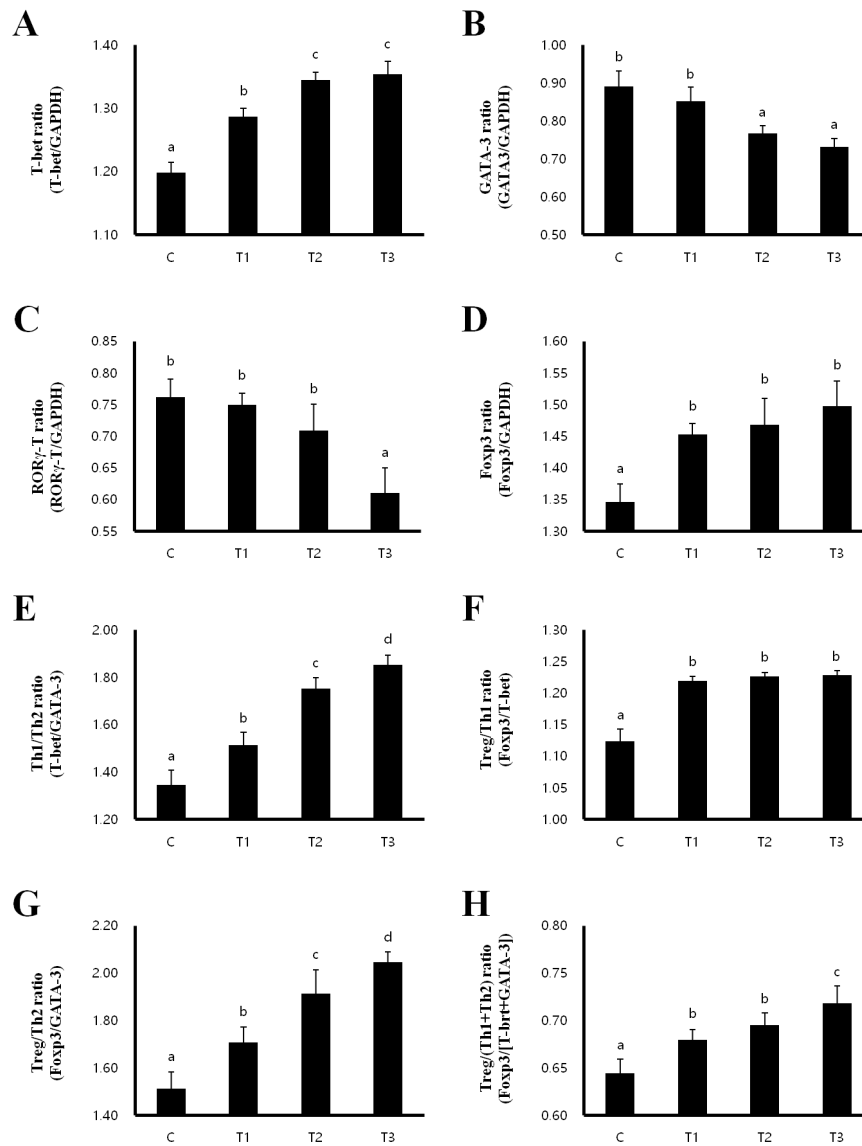 A
T-bet ratio
(T-bet/GAPDH)
1.40
1.30
1.20
1.10
a
b
c
c
C
T1
T2
T3
B
GATA-3 ratio
(GATA3/GAPDH)
1.00
0.90
0.80
0.70
0.60
0.50
b
b
a
a
C
T1
T2
T3
C
RORγ-T ratio
(RORγ-T/GAPDH)
0.85
0.80
0.75
0.70
0.65
0.60
0.55
b
b
b
a
C
T1
T2
T3
D
Foxp3 ratio
(Foxp3/GAPDH)
1.60
1.55
1.50
1.45
1.40
1.35
1.30
a
b
b
b
C
T1
T2
T3
E
Th1/Th2 ratio
(T-bet/GATA-3)
2.00
1.80
1.60
1.40
1.20
a
b
c
d
C
T1
T2
T3
F
Treg/Th1 ratio
(Foxp3/T-bet)
1.30
1.25
1.20
1.15
1.10
1.05
1.00
a
b
b
b
C
T1
T2
T3
G
Treg/Th2 ratio
(Foxp3/GATA-3)
2.20
2.00
1.80
1.60
1.40
a
b
c
d
C
T1
T2
T3
H
Treg/(Th1+Th2) ratio
(Foxp3/[T-brt+GATA-3])
0.80
0.75
0.70
0.65
0.60
a
b
b
c
C
T1
T2
T3